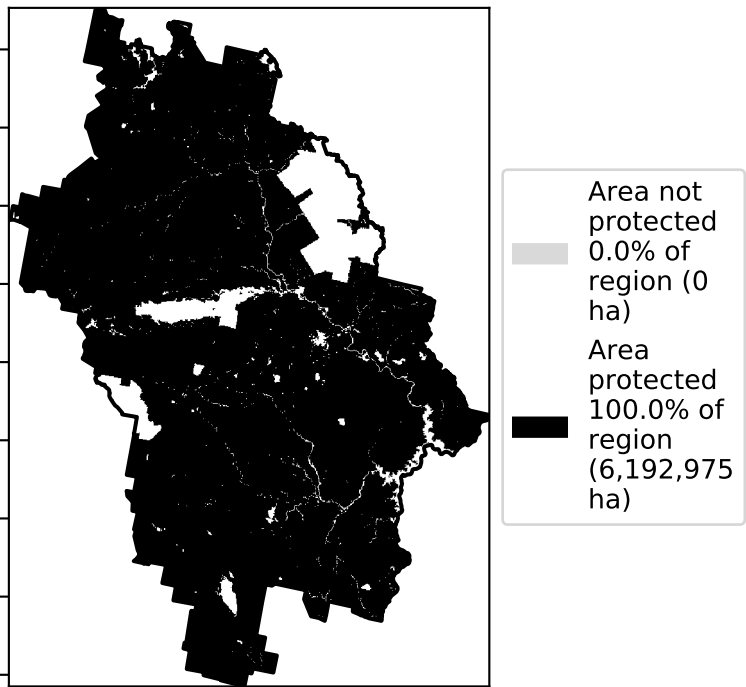 Area not
protected
0.0% of
region (0
ha)
Area
protected
100.0% of
region
(6,192,975
ha)